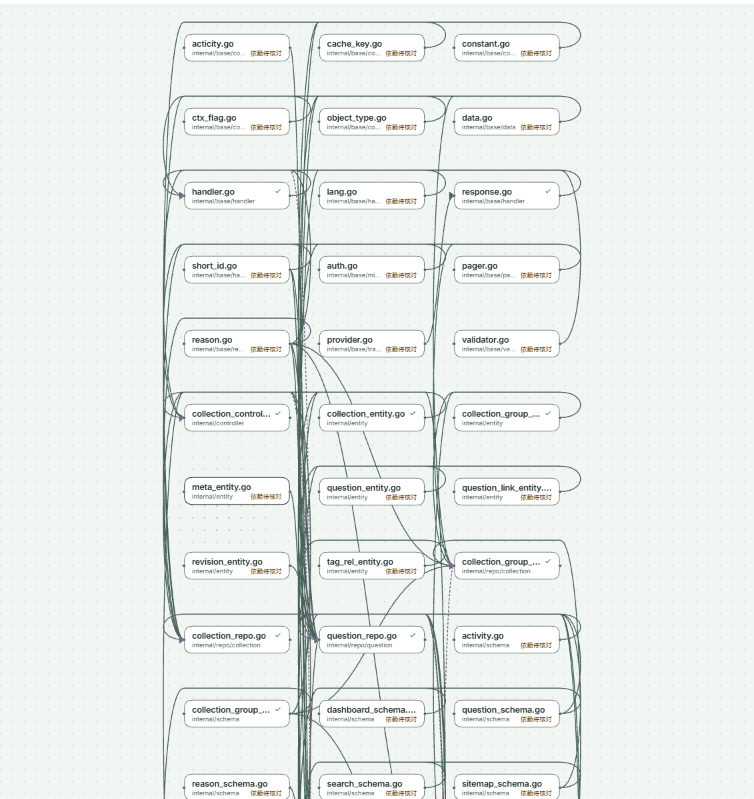 acticity.go
internal/base/co... 依赖待核对
cache_key.go
internal/base/co... 依赖待核对
constant.go
internal/base/co... 依赖待核对
ctx_flag.go
internal/base/co... 依赖待核对
object_type.go
internal/base/co... 依赖待核对
data.go
internal/base/data 依赖待核对
handler.go ✓
internal/base/handler
lang.go
internal/base/ha... 依赖待核对
response.go ✓
internal/base/handler
short_id.go
internal/base/ha... 依赖待核对
auth.go
internal/base/mi... 依赖待核对
pager.go
internal/base/pa... 依赖待核对
reason.go
internal/base/re... 依赖待核对
provider.go
internal/base/tra... 依赖待核对
validator.go
internal/base/va... 依赖待核对
collection_control... ✓
internal/controller
collection_entity.go ✓
internal/entity
collection_group_... ✓
internal/entity
meta_entity.go
internal/entity 依赖待核对
question_entity.go
internal/entity 依赖待核对
question_link_entity....
internal/entity 依赖待核对
revision_entity.go
internal/entity 依赖待核对
tag_rel_entity.go
internal/entity 依赖待核对
collection_group_... ✓
internal/repo/collection
collection_repo.go ✓
internal/repo/collection
question_repo.go ✓
internal/repo/question
activity.go
internal/schema 依赖待核对
collection_group_... ✓
internal/schema
dashboard_schema....
internal/schema 依赖待核对
question_schema.go
internal/schema 依赖待核对
reason_schema.go
internal/schema 依赖待核对
search_schema.go
internal/schema 依赖待核对
sitemap_schema.go
internal/schema 依赖待核对